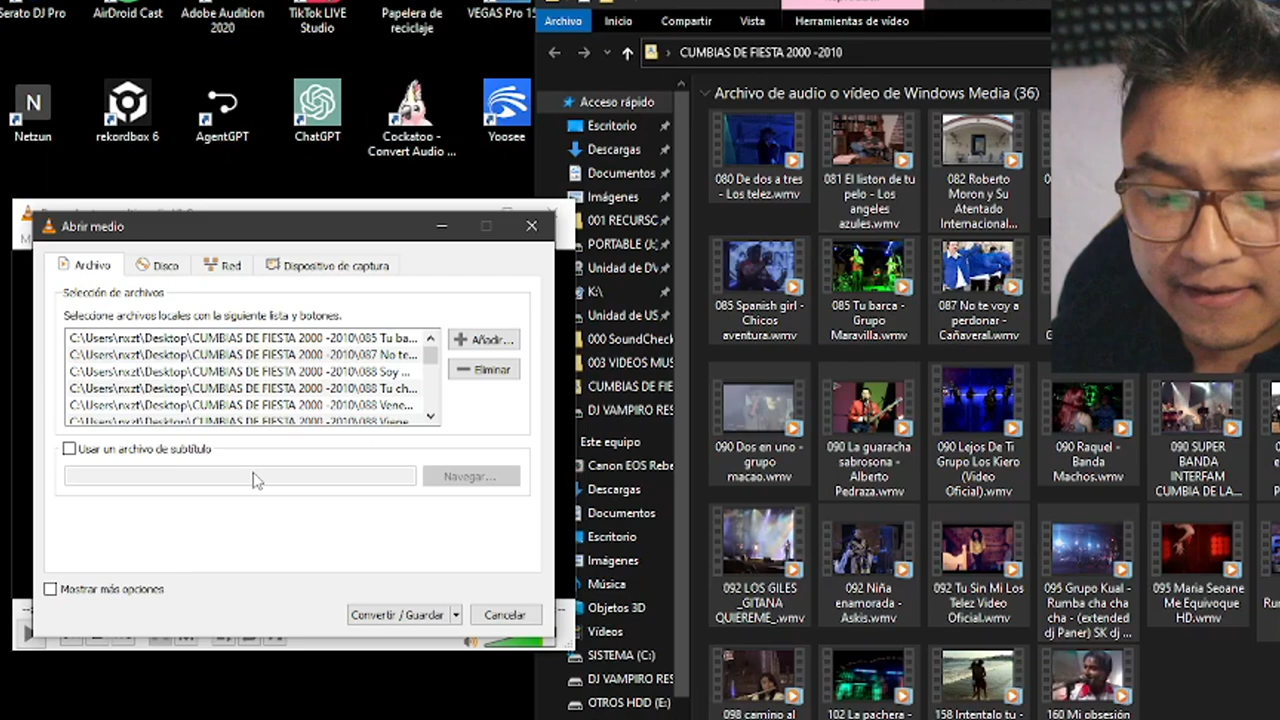 Serato DJ Pro
AirDroid Cast
Adobe Audition
2020
TikTok LIVE
Studio
Papelera de
reciclaje
VEGAS Pro 15
N
Netzun
rekordbox 6
AgentGPT
ChatGPT
Cockatoo -
Convert Audio ...
Yoosee
Abrir medio
Archivo
Disco
Red
Dispositivo de captura
Selección de archivos
Seleccione archivos locales con la siguiente lista y botones.
C:\Users\nxzt\Desktop\CUMBIAS DE FIESTA 2000 -2010\085 Tu ba...
C:\Users\nxzt\Desktop\CUMBIAS DE FIESTA 2000 -2010\087 No te...
C:\Users\nxzt\Desktop\CUMBIAS DE FIESTA 2000 -2010\088 Soy ...
C:\Users\nxzt\Desktop\CUMBIAS DE FIESTA 2000 -2010\088 Tu ch...
C:\Users\nxzt\Desktop\CUMBIAS DE FIESTA 2000 -2010\088 Vene...
C:\Users\nxzt\Desktop\CUMBIAS DE FIESTA 2000 -2010\088 Viene...
Añadir...
Eliminar
Usar un archivo de subtítulo
Navegar...
Mostrar más opciones
Convertir / Guardar
Cancelar
Archivo
Inicio
Compartir
Vista
Herramientas de vídeo
CUMBIAS DE FIESTA 2000 -2010
Acceso rápido
Escritorio
Descargas
Documentos
Imágenes
001 RECURSC
PORTABLE (J:
Unidad de DV
K:\
Unidad de US
000 SoundCheck
003 VIDEOS MUS
CUMBIAS DE FIE
DJ VAMPIRO RES
Este equipo
Canon EOS Rebe
Descargas
Documentos
Escritorio
Imágenes
Música
Objetos 3D
Vídeos
SISTEMA (C:)
DJ VAMPIRO RES
OTROS HDD (E:)
Archivo de audio o vídeo de Windows Media (36)
080 De dos a tres
- Los telez.wmv
081 El liston de tu
pelo - Los
angeles
azules.wmv
082 Roberto
Moron y Su
Atentado
Internacional...
085 Spanish girl -
Chicos
aventura.wmv
085 Tu barca -
Grupo
Maravilla.wmv
087 No te voy a
perdonar -
Cañaveral.wmv
090 Dos en uno -
grupo
macao.wmv
090 La guaracha
sabrosona -
Alberto
Pedraza.wmv
090 Lejos De Ti
Grupo Los Kiero
(Video
Oficial).wmv
090 Raquel -
Banda
Machos.wmv
090 SUPER
BANDA
INTERFAM
CUMBIA DE LA...
092 LOS GILES
_GITANA
QUIEREME_.wmv
092 Niña
enamorada -
Askis.wmv
092 Tu Sin Mi Los
Telez Video
Oficial.wmv
095 Grupo Kual -
Rumba cha cha
cha - (extended
dj Paner) SK dj ...
095 Maria Seoane
Me Equivoque
HD.wmv
098 camino al
102 La pachera -
158 Intentalo tu -
160 Mi obsesión